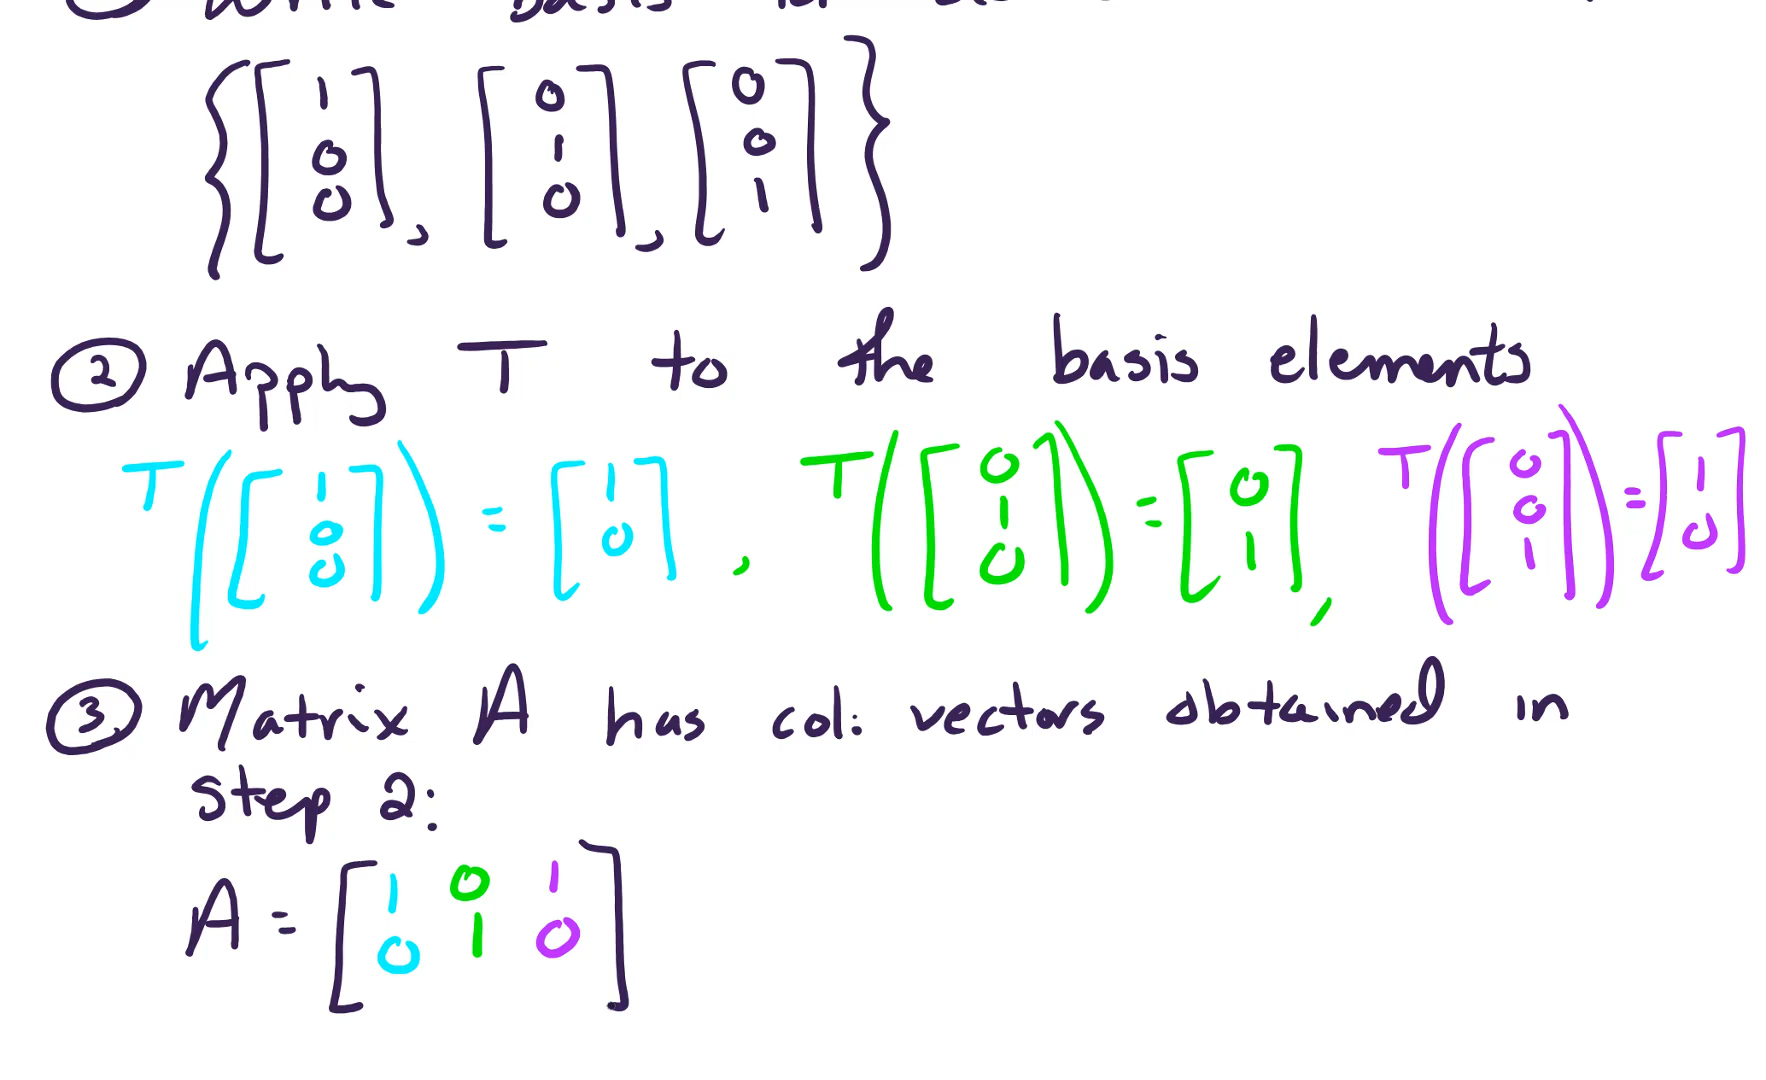 basis
{[1 0 0], [0 1 0], [0 0 1]}
② Apply T to the basis elements
T([1 0 0]) = [1 0], T([0 1 0]) = [0 1], T([0 0 1]) = [1 0]
③ Matrix A has col. vectors obtained in
step 2:
A = [1 0 1
0 1 0]